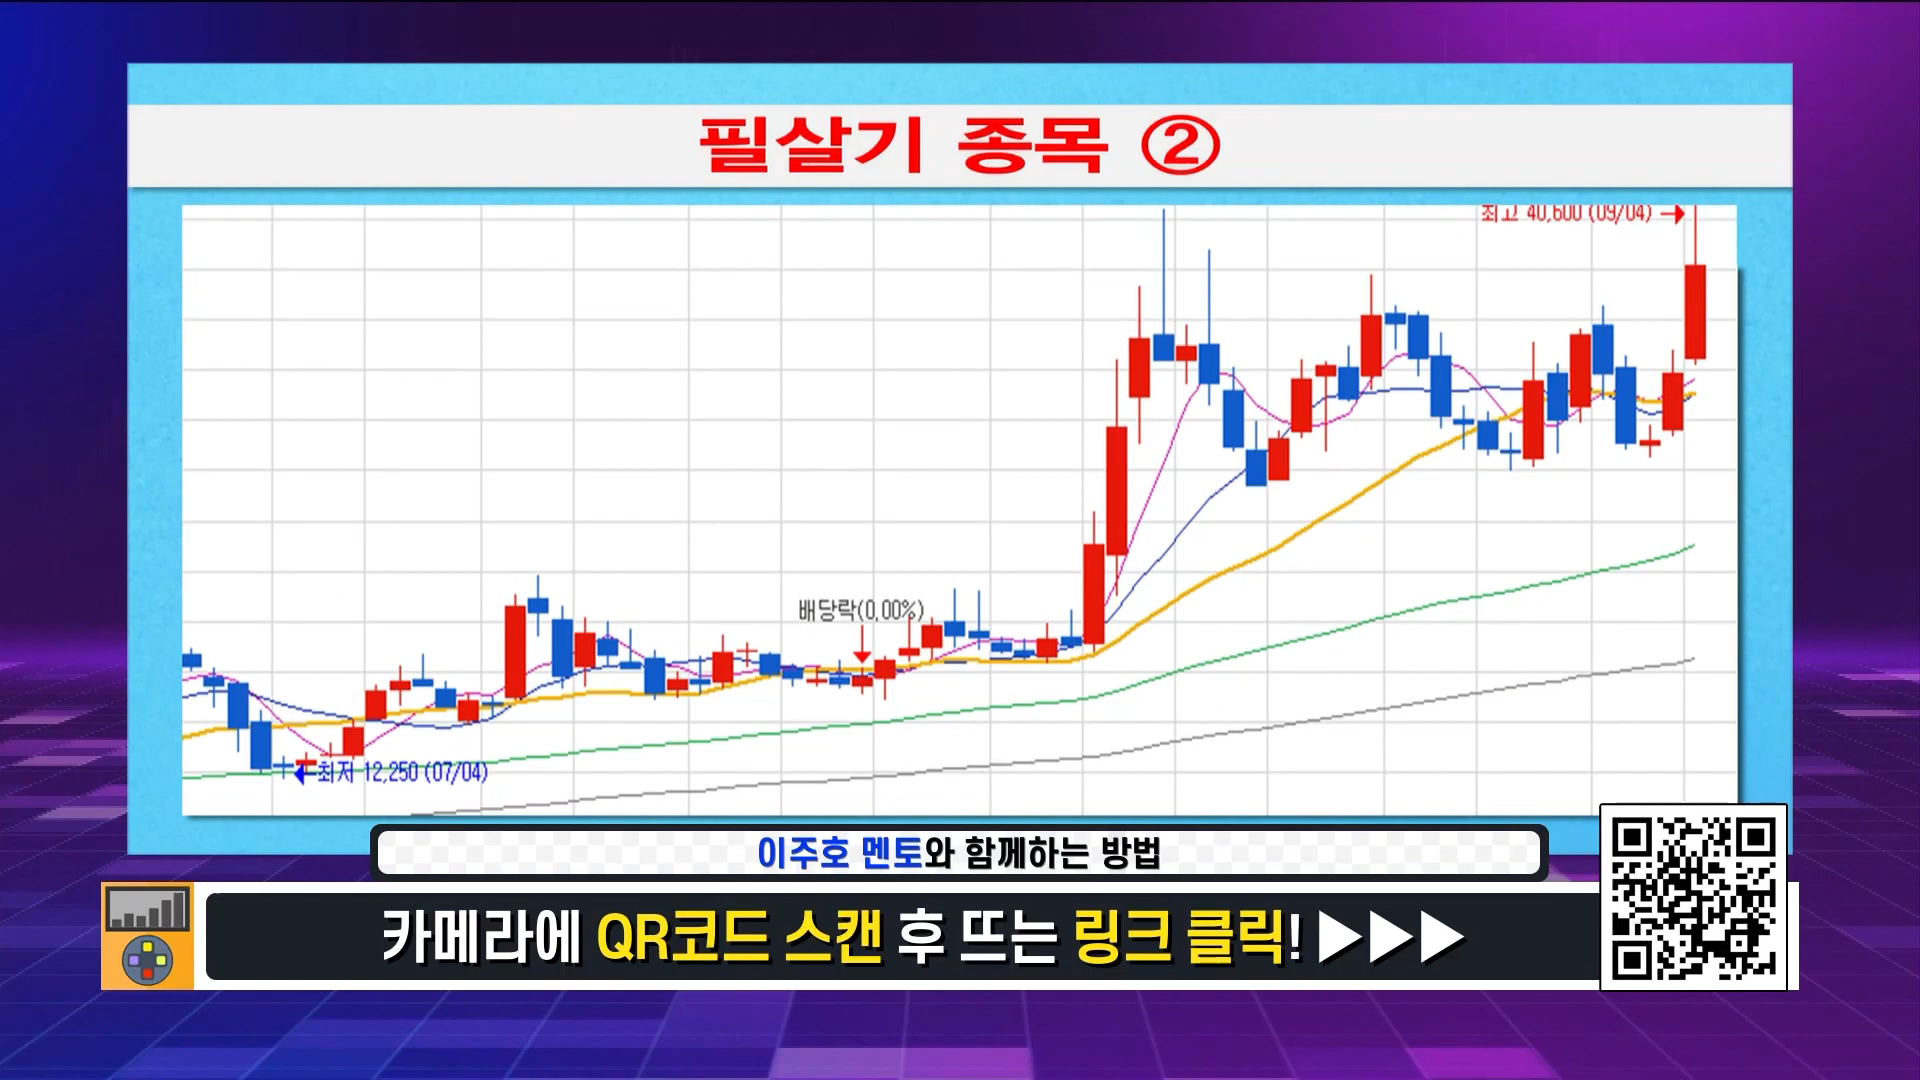 필살기 종목 ②
최고 40,600 (09/04) →
배당락(0,00%)
←최저 12,250 (07/04)
이주호 멘토와 함께하는 방법
카메라에 QR코드 스캔 후 뜨는 링크 클릭! ▶▶▶